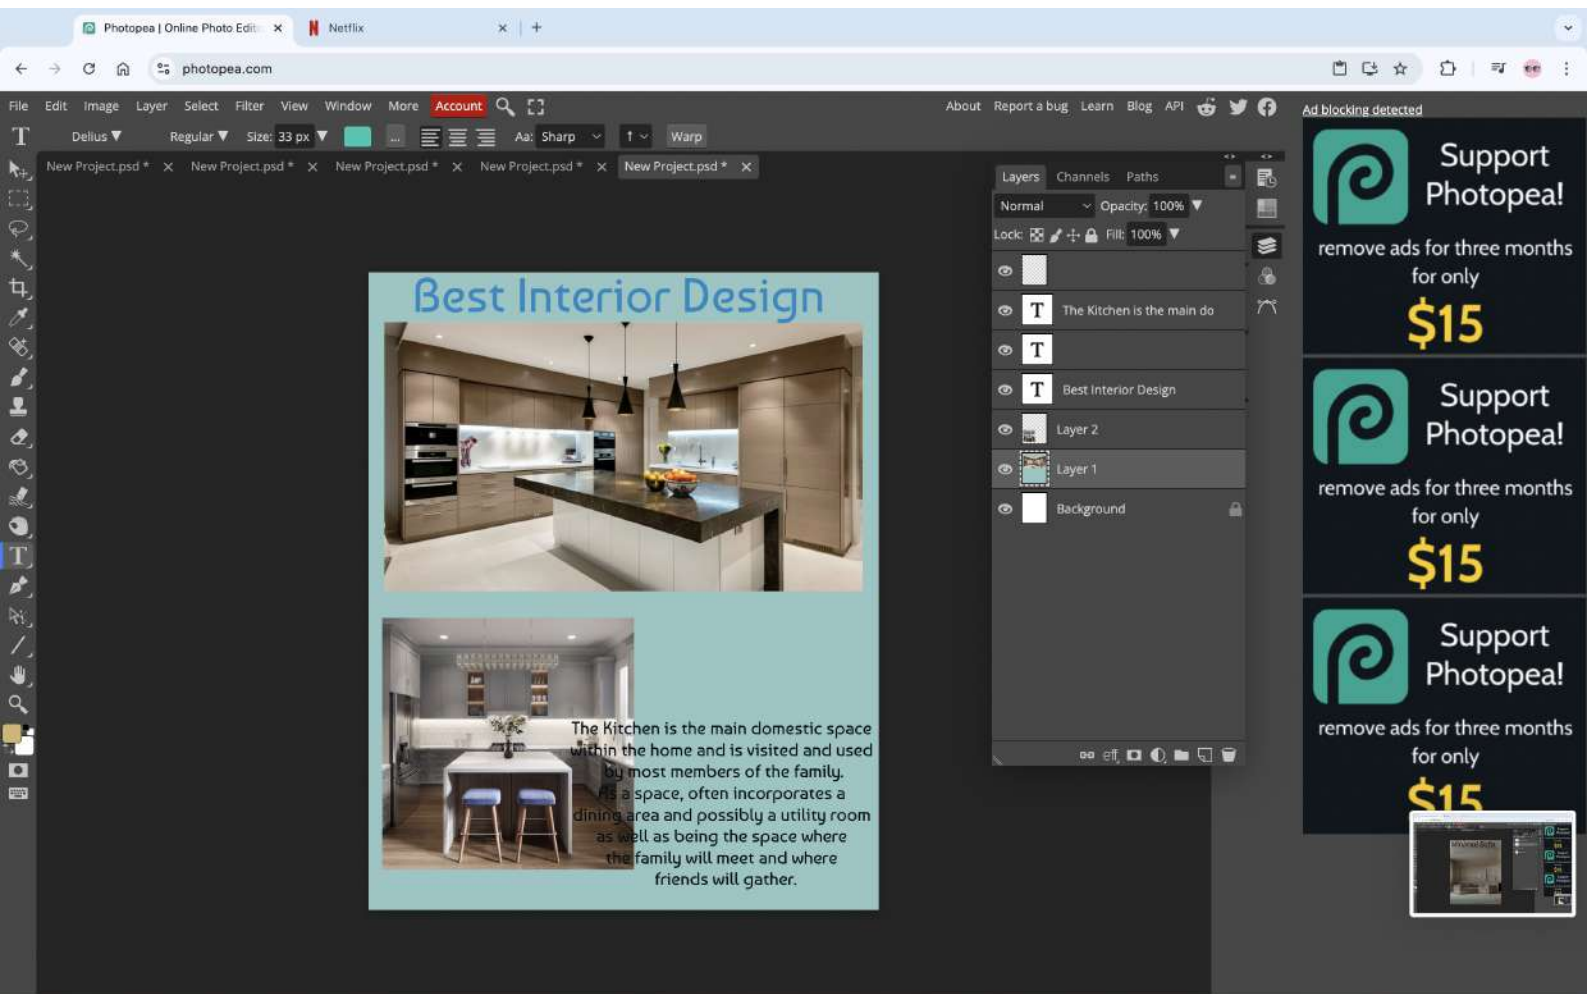 Photopea | Online Photo Edit
Netflix
photopea.com
File Edit Image Layer Select Filter View Window More Account
About Report a bug Learn Blog API
Ad blocking detected
Delius Regular Size: 33 px ... Aa: Sharp Warp
New Project.psd * New Project.psd * New Project.psd * New Project.psd * New Project.psd *
Layers Channels Paths
Normal Opacity: 100%
Lock: Fill: 100%
T The Kitchen is the main do
T
T Best Interior Design
Layer 2
Layer 1
Background
eff
Best Interior Design
The Kitchen is the main domestic space
within the home and is visited and used
by most members of the family.
As a space, often incorporates a
dining area and possibly a utility room
as well as being the space where
the family will meet and where
friends will gather.
Support
Photopea!
remove ads for three months
for only
$15
Support
Photopea!
remove ads for three months
for only
$15
Support
Photopea!
remove ads for three months
for only
$15